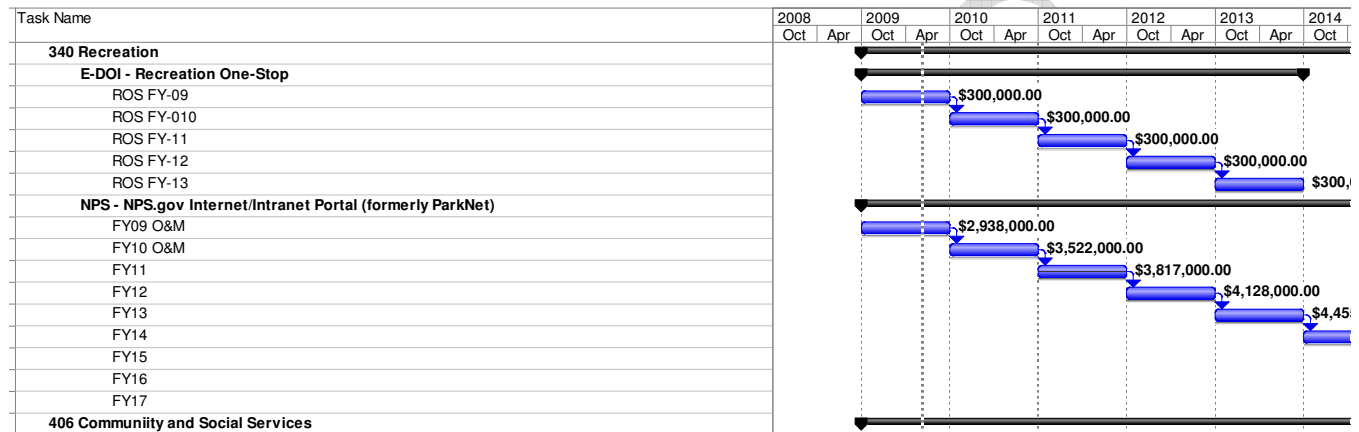 Task Name 2008 2009 2010 2011 2012 2013 2014
Oct Apr Oct Apr Oct Apr Oct Apr Oct Apr Oct Apr Oct
340 Recreation
E-DOI - Recreation One-Stop
ROS FY-09 $300,000.00
ROS FY-010 $300,000.00
ROS FY-11 $300,000.00
ROS FY-12 $300,000.00
ROS FY-13 $300,
NPS - NPS.gov Internet/Intranet Portal (formerly ParkNet)
FY09 O&M $2,938,000.00
FY10 O&M $3,522,000.00
FY11 $3,817,000.00
FY12 $4,128,000.00
FY13 $4,45
FY14
FY15
FY16
FY17
406 Communiity and Social Services